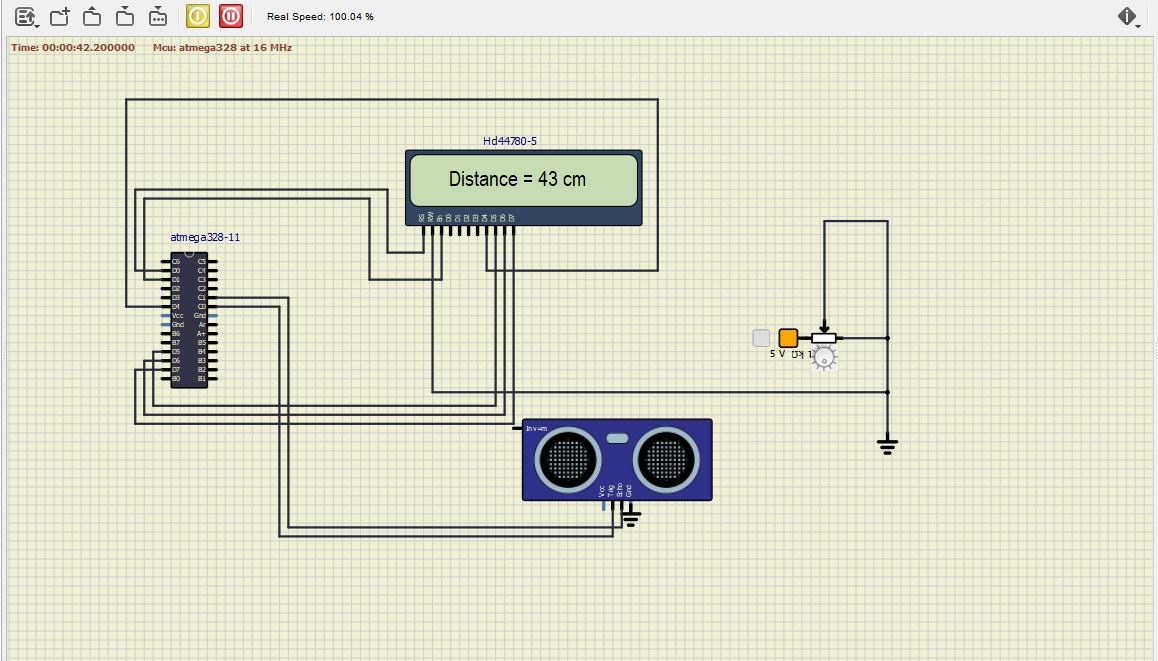 Real Speed: 100.04 %
Time: 00:00:42.200000 Mcu: atmega328 at 16 MHz
Hd44780-5
Distance = 43 cm
RS RW En D0 D1 D2 D3 D4 D5 D6 D7
atmega328-11
C6 C5
D0 C4
D1 C3
D2 C2
D3 C1
D4 C0
Vcc Gnd
Gnd Ar
B6 A+
B7 B5
D5 B4
D6 B3
D7 B2
B0 B1
5 V 1 kΩ
In v=m
Vcc Trig Echo Gnd